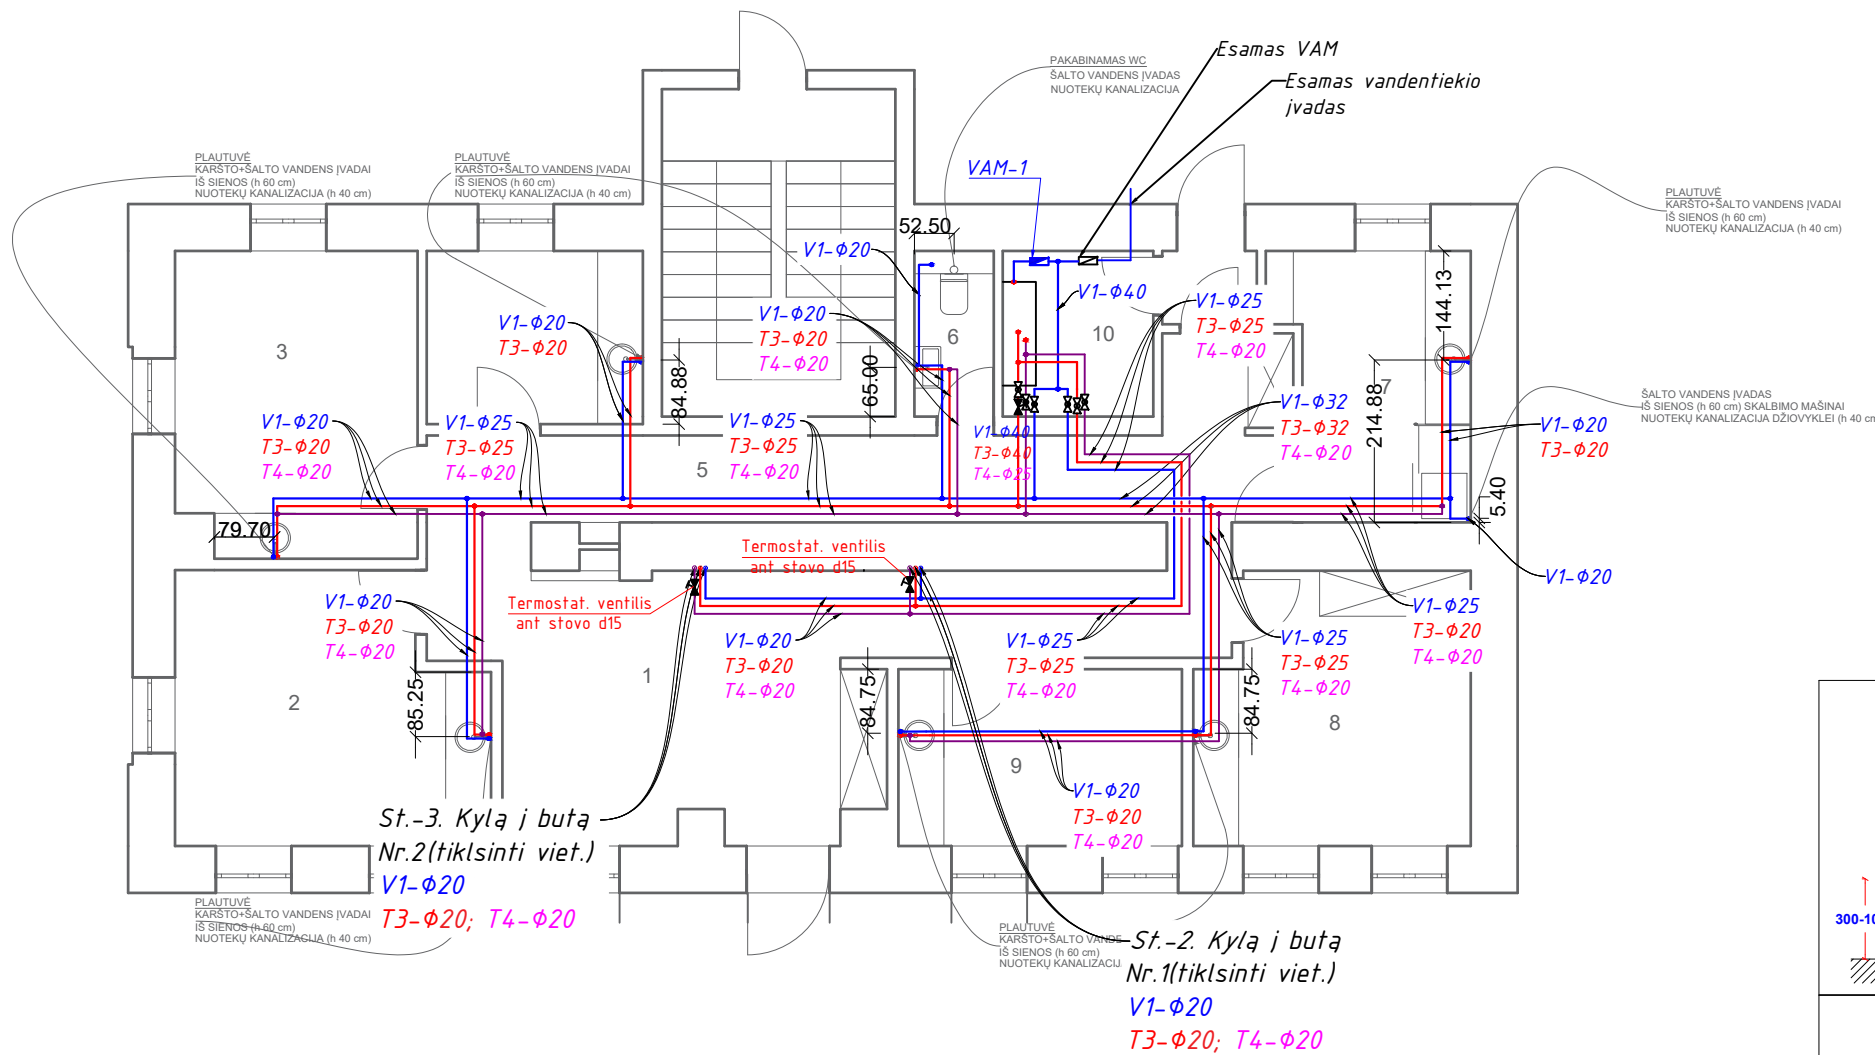 Esamas VAM
Esamas vandentiekio
įvadas
PAKABINAMAS WC
ŠALTO VANDENS ĮVADAS
NUOTEKŲ KANALIZACIJA
VAM-1
PLAUTUVĖ
KARŠTO+ŠALTO VANDENS ĮVADAI
IŠ SIENOS (h 60 cm)
NUOTEKŲ KANALIZACIJA (h 40 cm)
PLAUTUVĖ
KARŠTO+ŠALTO VANDENS ĮVADAI
IŠ SIENOS (h 60 cm)
NUOTEKŲ KANALIZACIJA (h 40 cm)
PLAUTUVĖ
KARŠTO+ŠALTO VANDENS ĮVADAI
IŠ SIENOS (h 60 cm)
NUOTEKŲ KANALIZACIJA (h 40 cm)
52.50
V1-Φ20
V1-Φ40
144.13
V1-Φ25
T3-Φ25
T4-Φ20
V1-Φ20
T3-Φ20
T4-Φ20
V1-Φ20
T3-Φ20
3
6
10
7
84.88
65.00
214.88
ŠALTO VANDENS ĮVADAS
IŠ SIENOS (h 60 cm) SKALBIMO MAŠINAI
NUOTEKŲ KANALIZACIJA DŽIOVYKLEI (h 40 cm
V1-Φ20
T3-Φ20
T4-Φ20
V1-Φ25
T3-Φ25
T4-Φ20
V1-Φ25
T3-Φ25
T4-Φ20
V1-Φ40
T3-Φ40
T4-Φ25
V1-Φ32
T3-Φ32
T4-Φ20
V1-Φ20
T3-Φ20
5
5.40
79.70
Termostat. ventilis
ant stovo d15
Termostat. ventilis
ant stovo d15
V1-Φ20
V1-Φ20
T3-Φ20
T4-Φ20
V1-Φ20
T3-Φ20
T4-Φ20
V1-Φ25
T3-Φ25
T4-Φ20
V1-Φ25
T3-Φ25
T4-Φ20
V1-Φ25
T3-Φ20
T4-Φ20
2
1
85.25
84.75
84.75
8
9
V1-Φ20
T3-Φ20
T4-Φ20
St.-3. Kylą į butą
Nr.2(tiklsinti viet.)
V1-Φ20
T3-Φ20; T4-Φ20
PLAUTUVĖ
KARŠTO+ŠALTO VANDENS ĮVADAI
IŠ SIENOS (h 60 cm)
NUOTEKŲ KANALIZACIJA (h 40 cm)
PLAUTUVĖ
KARŠTO+ŠALTO VANDE
IŠ SIENOS (h 60 cm)
NUOTEKŲ KANALIZACIJ
St.-2. Kylą į butą
Nr.1(tiklsinti viet.)
V1-Φ20
T3-Φ20; T4-Φ20
300-10